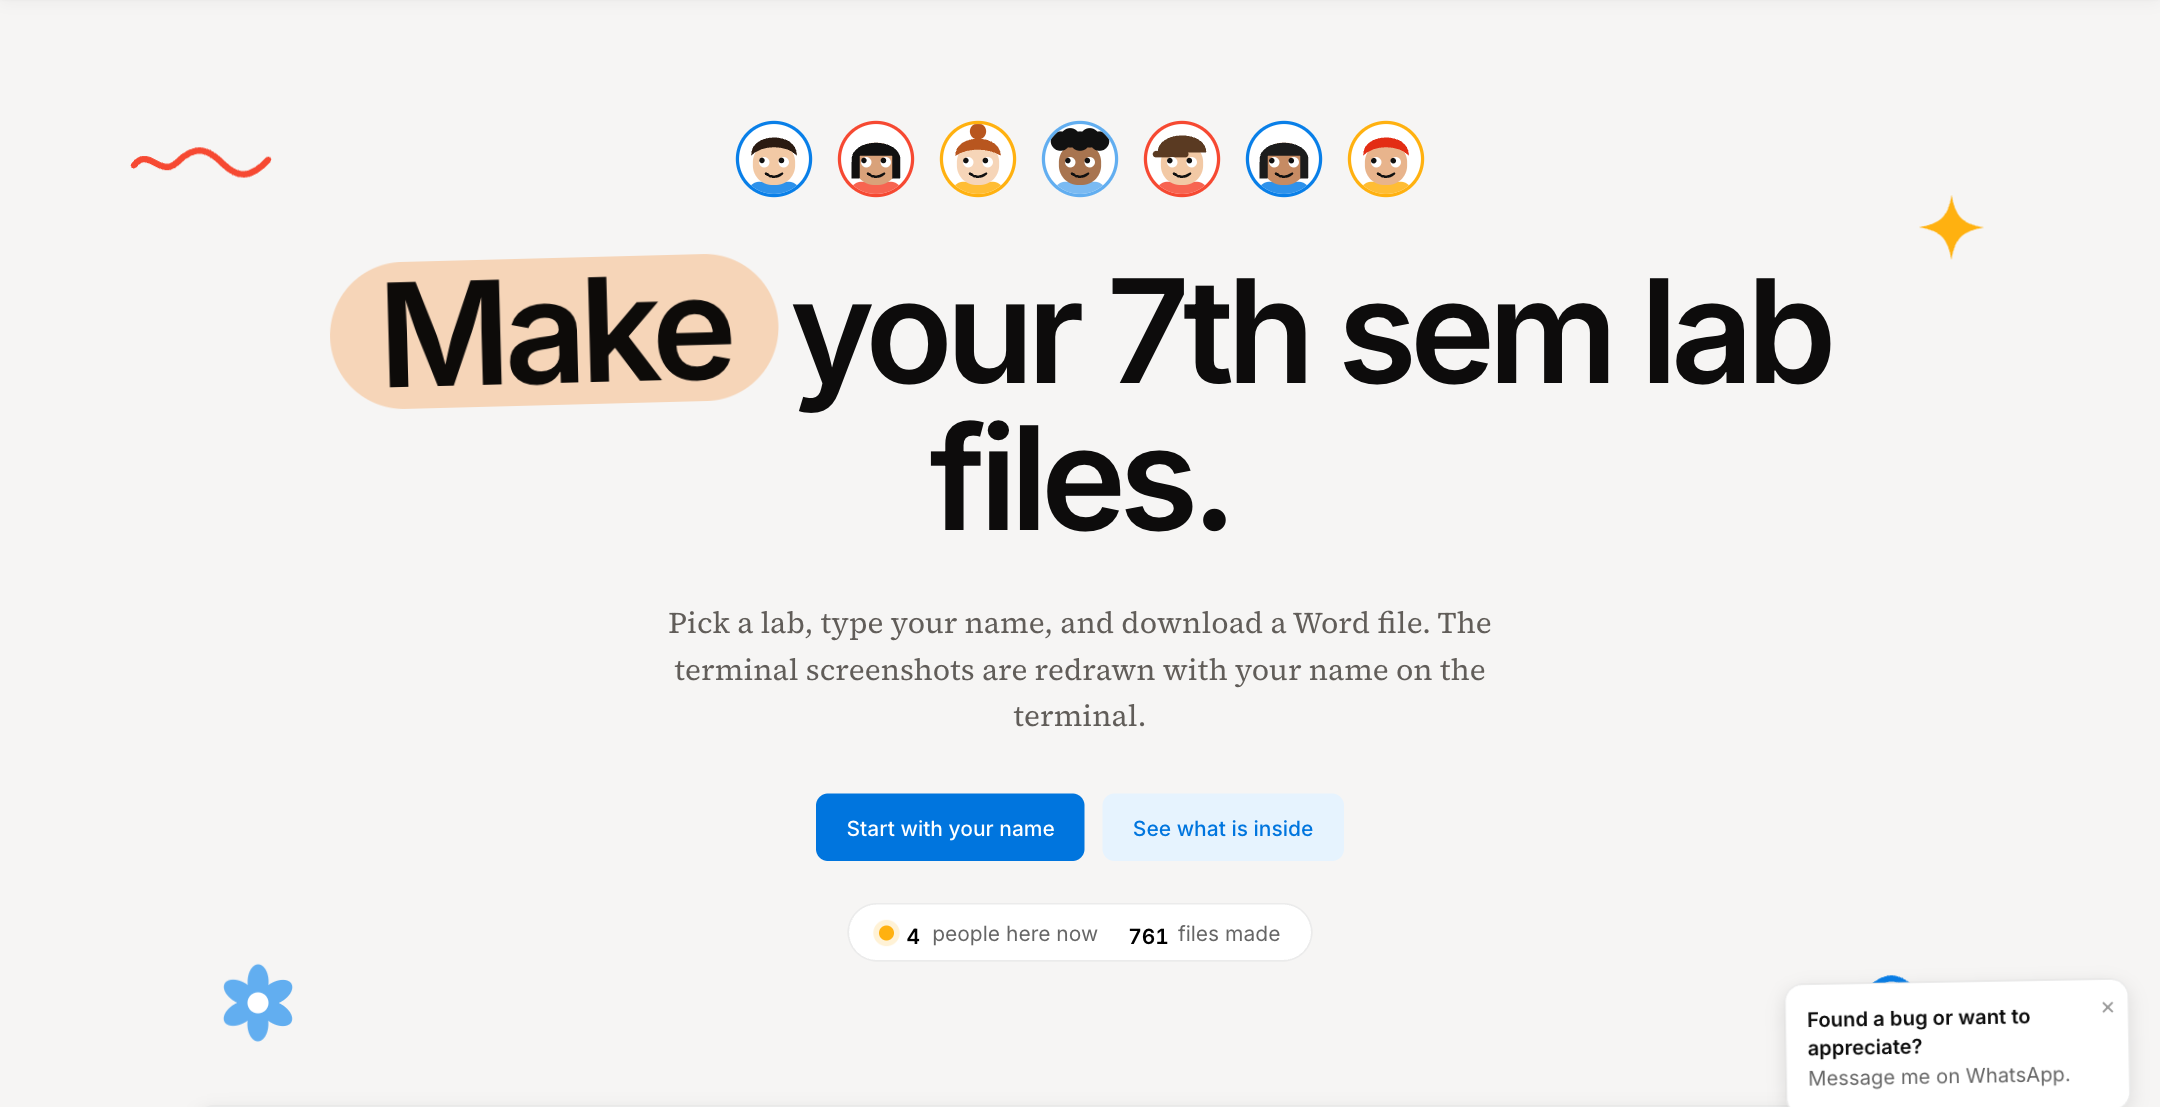 Make your 7th sem lab
files.
Pick a lab, type your name, and download a Word file. The
terminal screenshots are redrawn with your name on the
terminal.
Start with your name
See what is inside
4 people here now 761 files made
Found a bug or want to
appreciate?
Message me on WhatsApp.